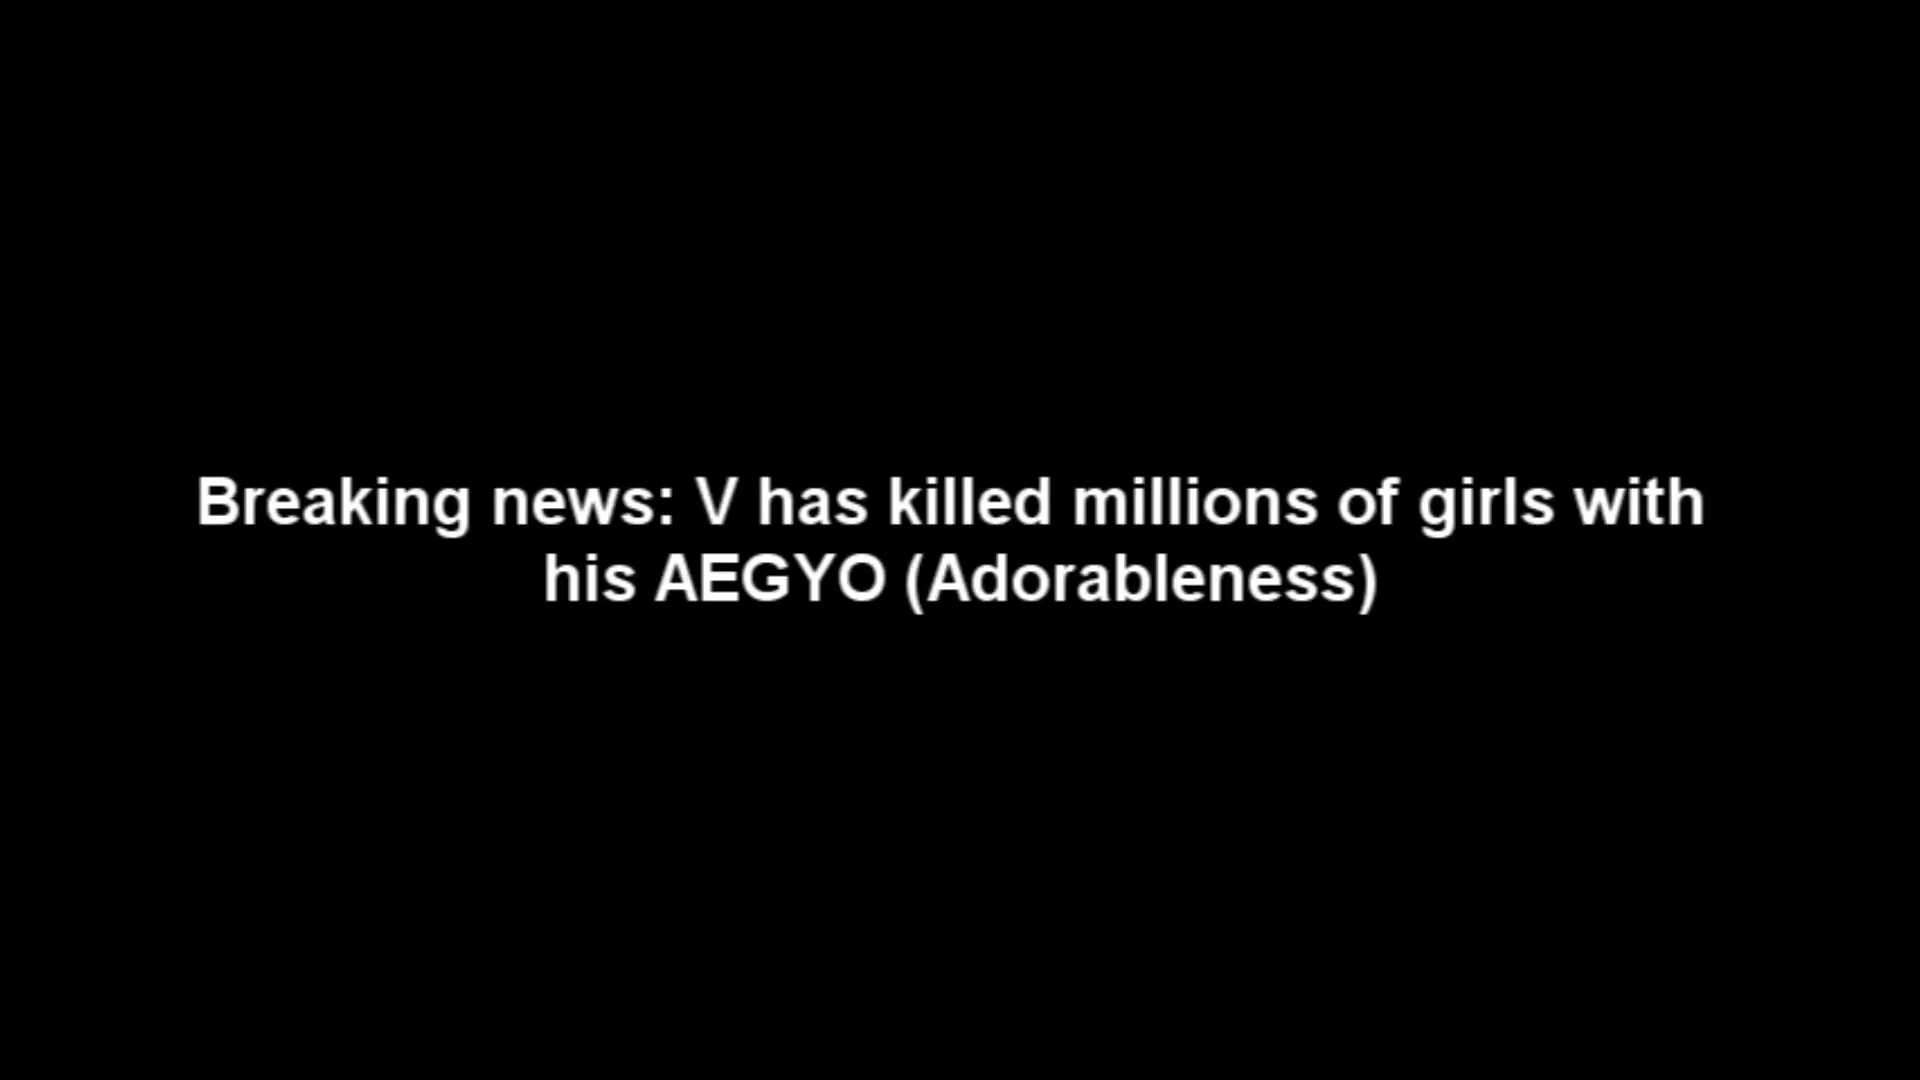 Breaking news: V has killed millions of girls with
his AEGYO (Adorableness)